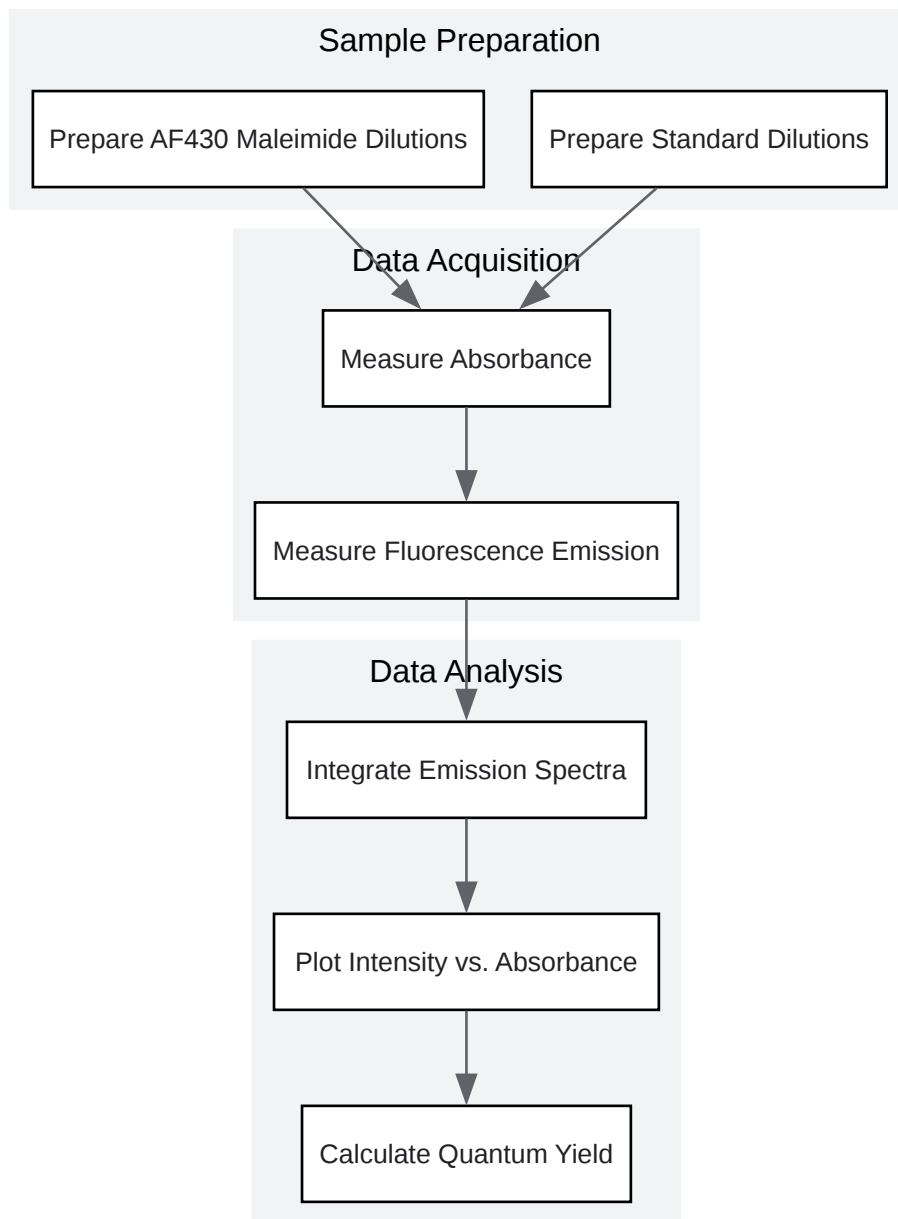 Sample Preparation
Prepare AF430 Maleimide Dilutions
Prepare Standard Dilutions
Data Acquisition
Measure Absorbance
Measure Fluorescence Emission
Data Analysis
Integrate Emission Spectra
Plot Intensity vs. Absorbance
Calculate Quantum Yield